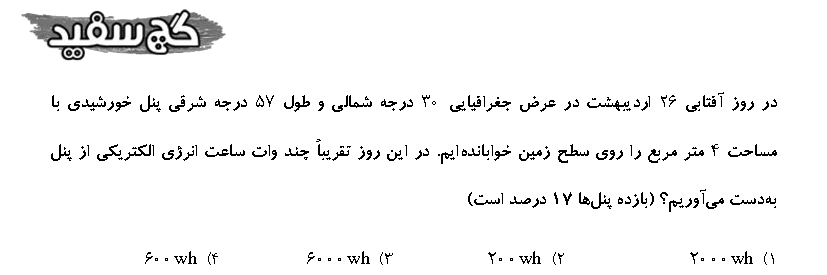 گچ سفید
در روز آفتابی ۲۶ اردیبهشت در عرض جغرافیایی ۳۰ درجه شمالی و طول ۵۷ درجه شرقی پنل خورشیدی با
مساحت ۴ متر مربع را روی سطح زمین خوابانده‌ایم. در این روز تقریباً چند وات ساعت انرژی الکتریکی از پنل
به‌دست می‌آوریم؟ (بازده پنل‌ها ۱۷ درصد است)
۱) ۲۰۰۰ wh ۲) ۲۰۰ wh ۳) ۶۰۰۰ wh ۴) ۶۰۰ wh